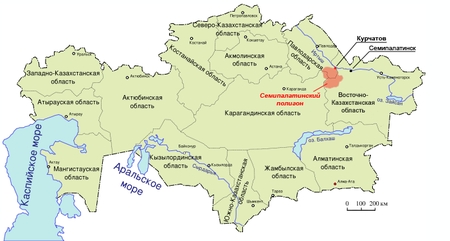 Петропавловск
Северо-Казахстанская
область
Костанай
Кокшетау
Павлодар
Курчатов
Семипалатинск
Костанайская область
Акмолинская
область
Павлодарская
область
Астана
Западно-Казахстанская
область
Уральск
Актюбинск
Караганда
Усть-Каменогорск
Семипалатинский
полигон
Атырауская область
Актюбинская
область
Карагандинская область
Восточно-
Казахстанская
область
Атырау
оз. Балхаш
Каспийское море
Байконур
Актау
Мангистауская
область
Аральское
море
Кызылординская
область
Кызылорда
Сырдарья
Южно-Казахстанская
область
Жамбылская
область
Алматинская
область
Талдыкорган
Алма-Ата
Тараз
Шымкент
0 100 200 км